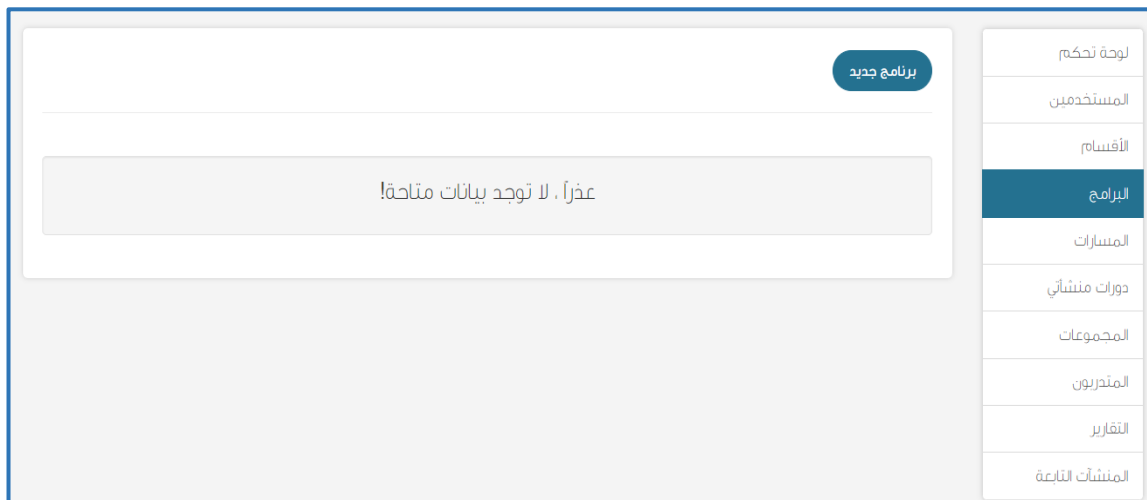 لوحة تحكم
المستخدمين
الأقسام
البرامج
المسارات
دورات منشأتي
المجموعات
المتدربون
التقارير
المنشآت التابعة
برنامج جديد
عذراً ، لا توجد بيانات متاحة!